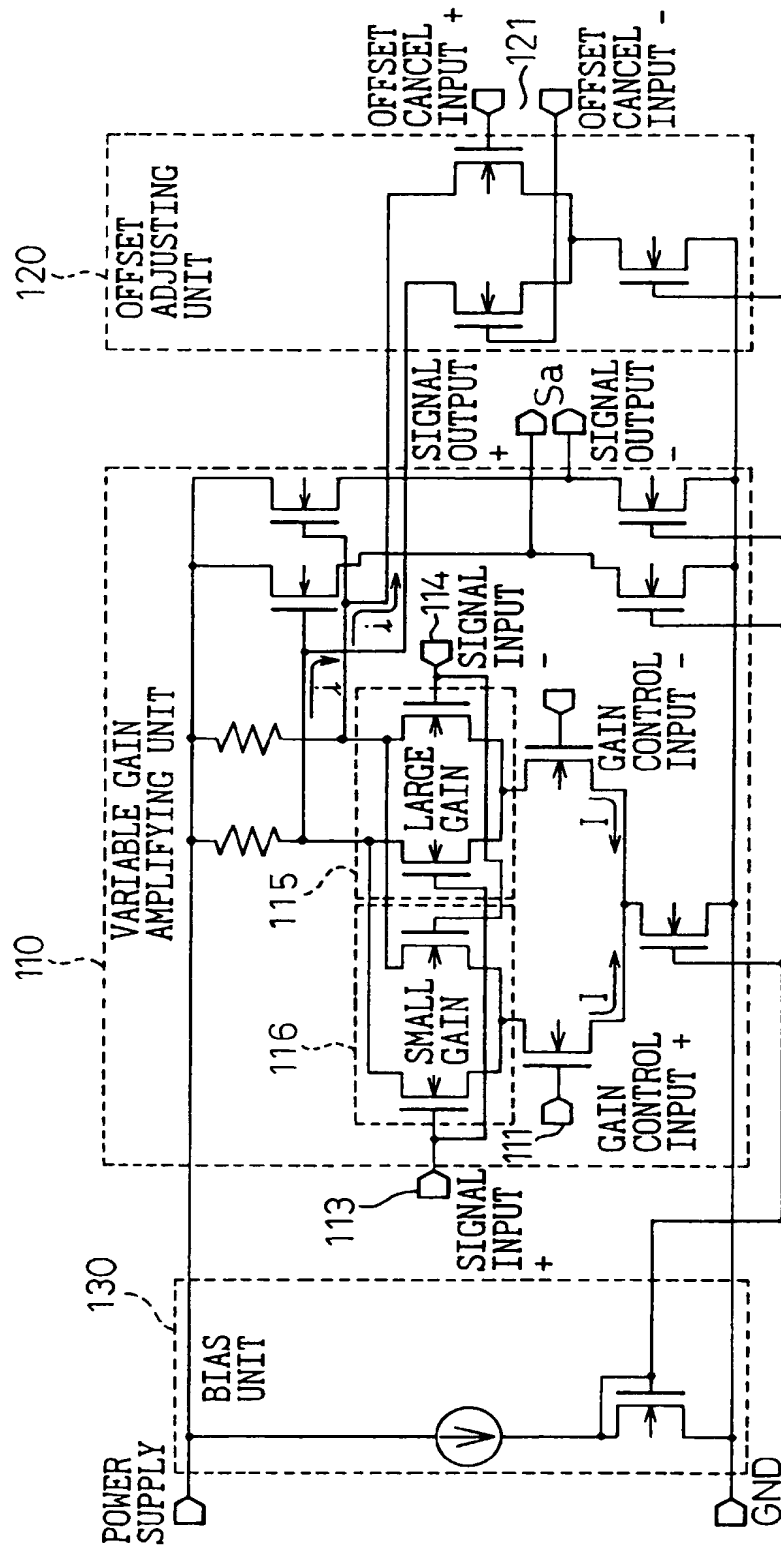 POWER
SUPPLY
130
BIAS
UNIT
GND
110
VARIABLE GAIN
AMPLIFYING UNIT
113
SIGNAL
INPUT
+
116
SMALL
GAIN
115
LARGE
GAIN
i
i
114
SIGNAL
INPUT
-
111
GAIN
CONTROL
INPUT +
I
I
GAIN
CONTROL
INPUT -
SIGNAL
OUTPUT
+
Sa
SIGNAL
OUTPUT
-
120
OFFSET
ADJUSTING
UNIT
OFFSET
CANCEL
INPUT +
121
OFFSET
CANCEL
INPUT -